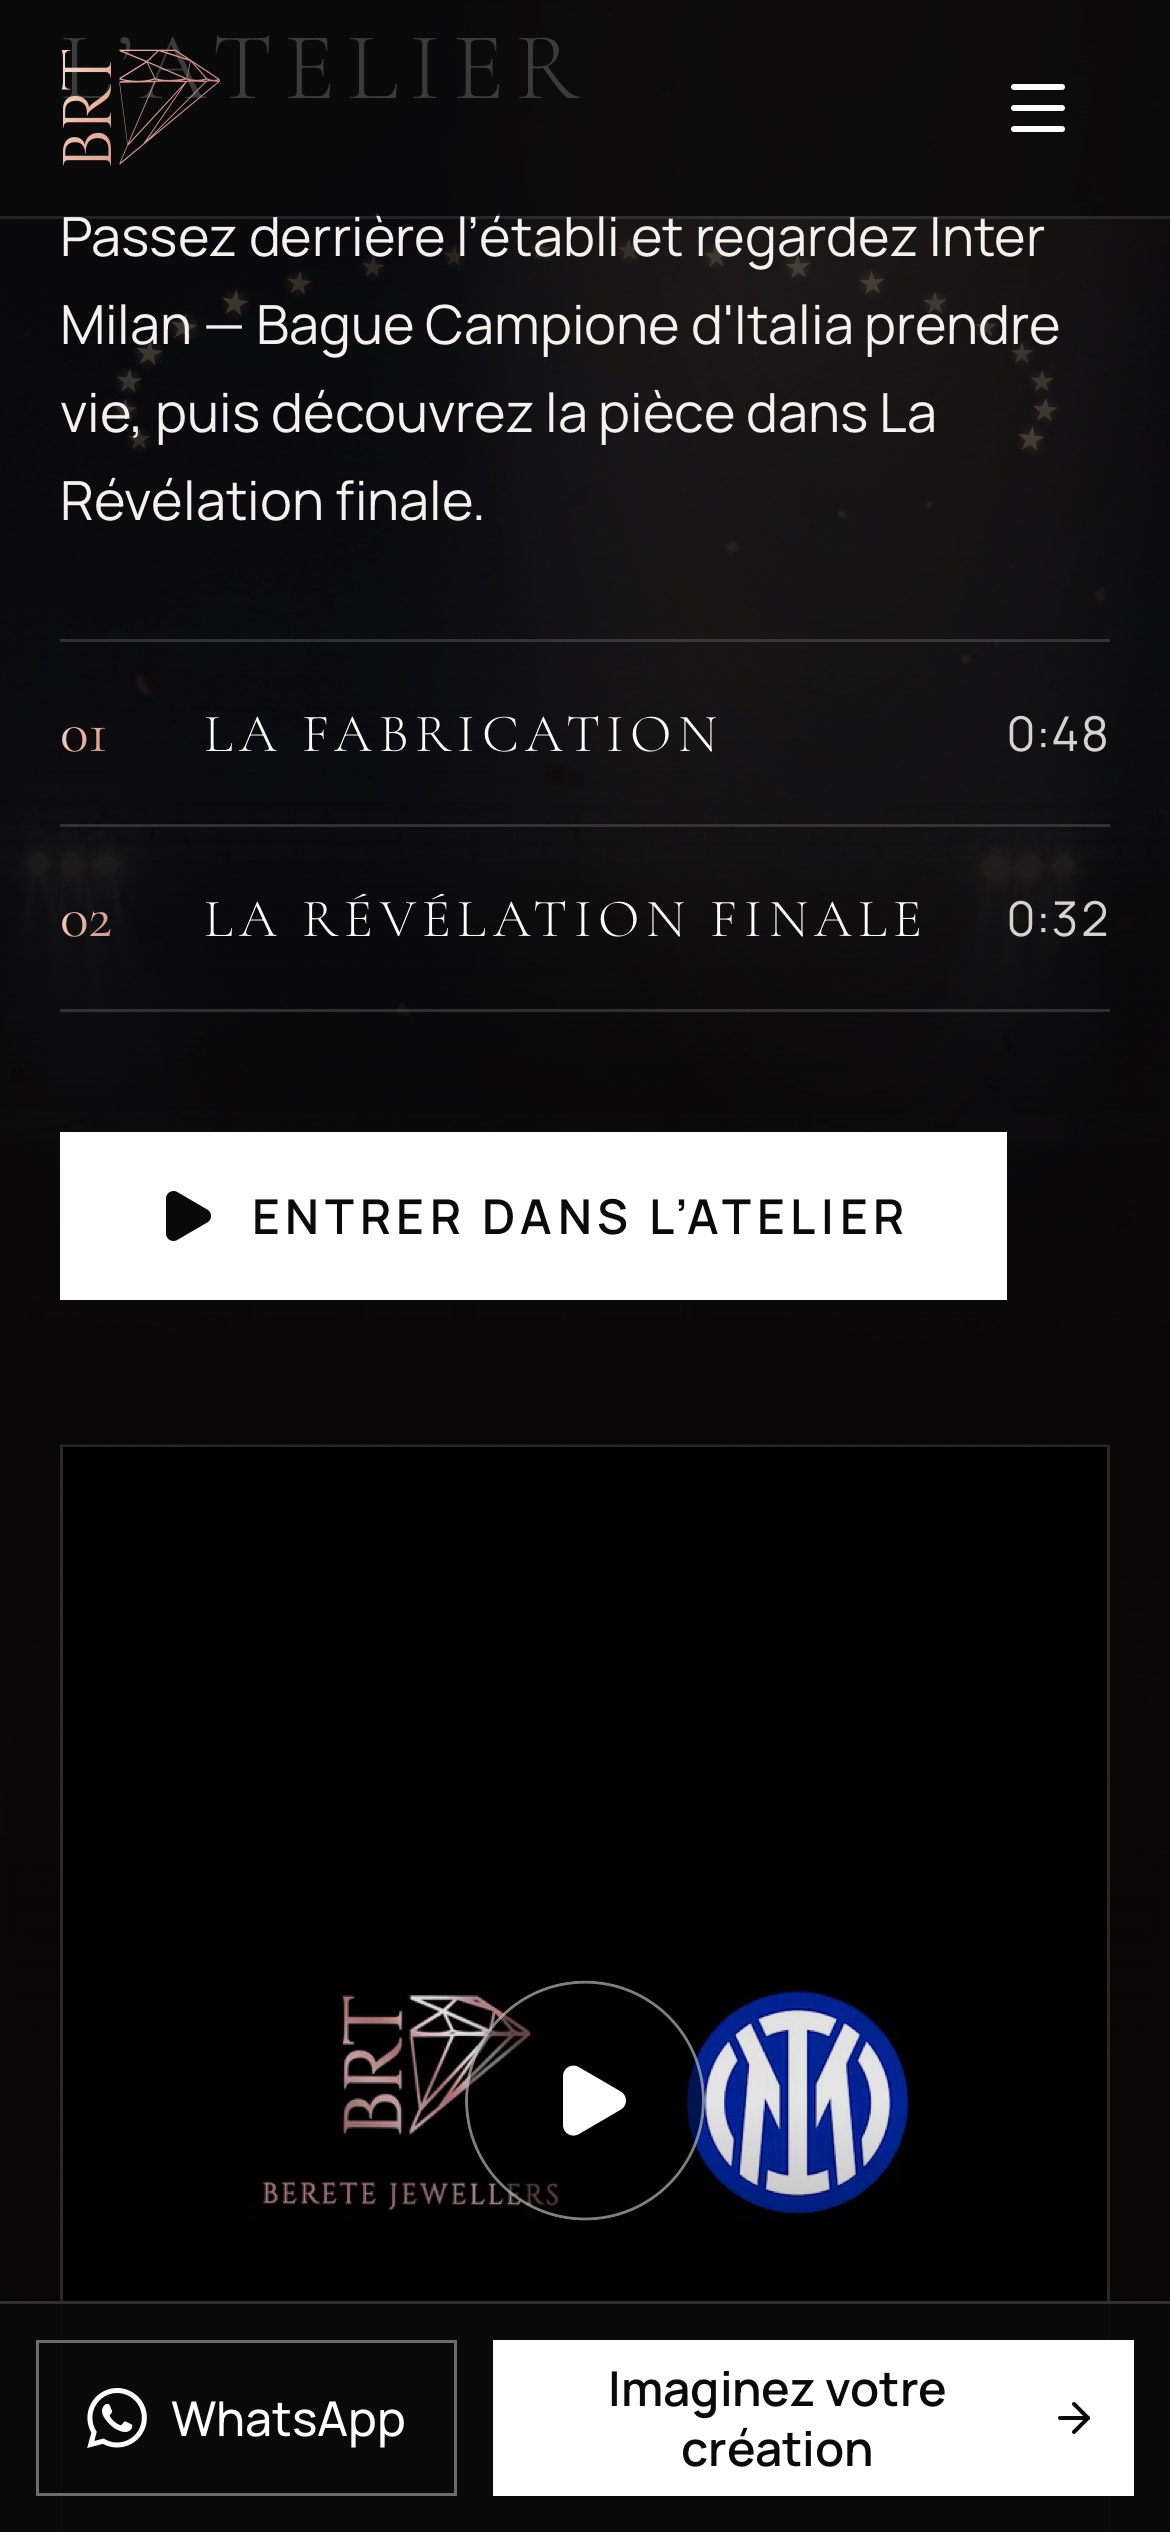 L’ATELIER
BRT
Passez derrière l’établi et regardez Inter
Milan — Bague Campione d'Italia prendre
vie, puis découvrez la pièce dans La
Révélation finale.
01 LA FABRICATION 0:48
02 LA RÉVÉLATION FINALE 0:32
ENTRER DANS L’ATELIER
BRT
BERETE JEWELLERS
IM
WhatsApp
Imaginez votre
création